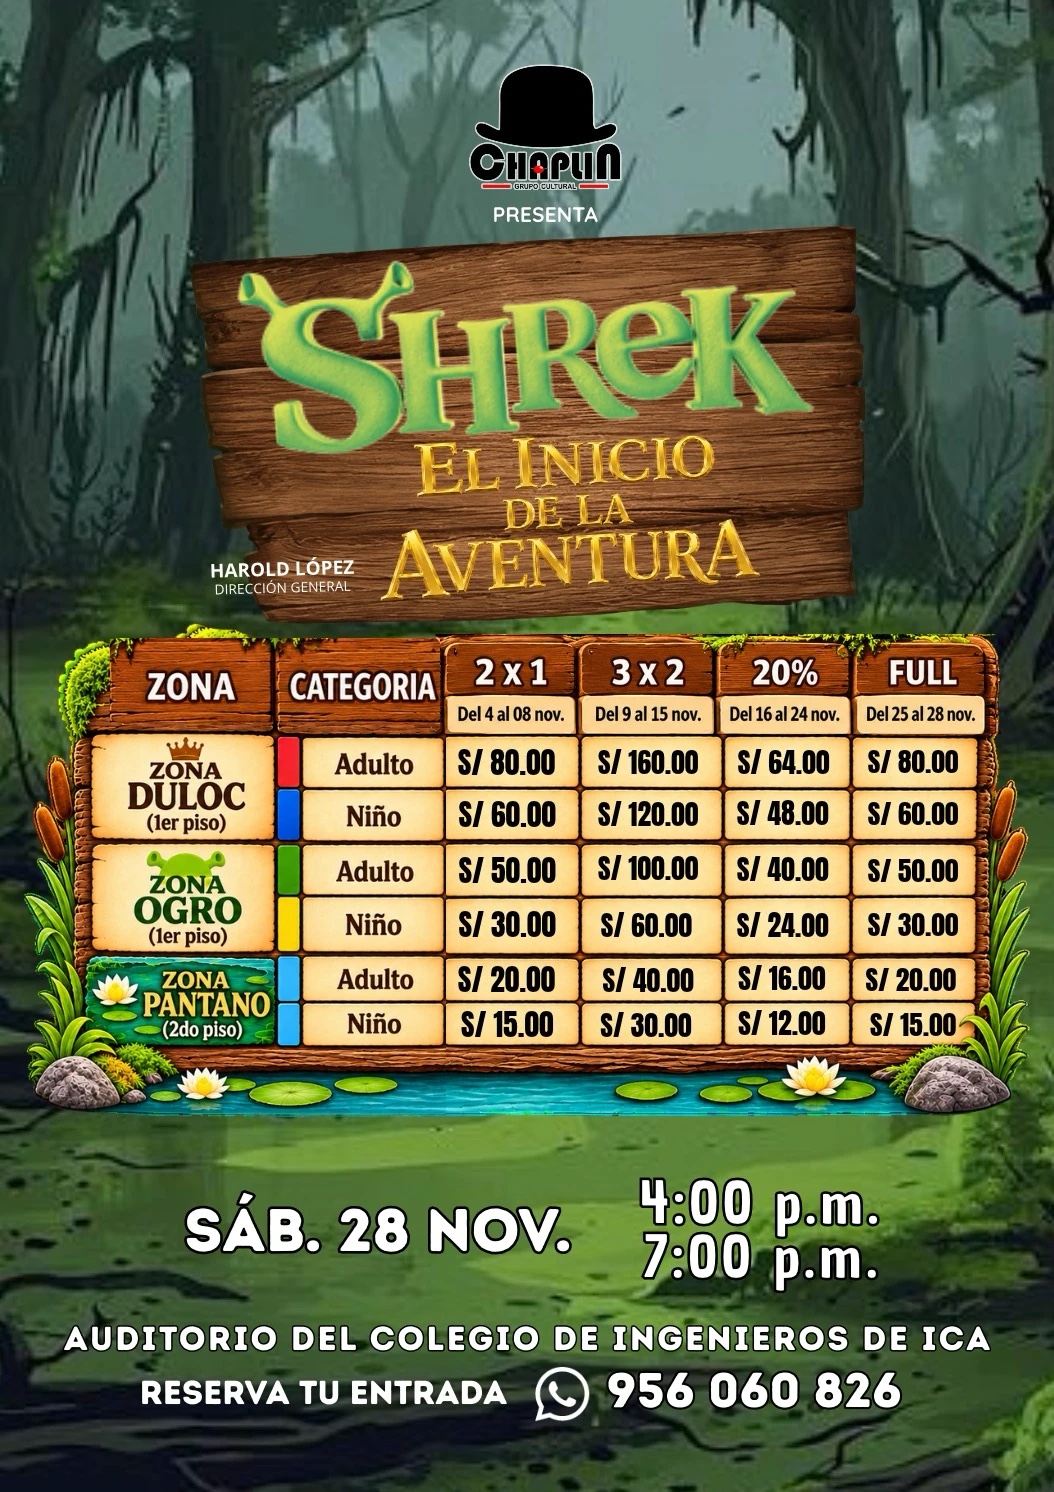 CHAPLIN
GRUPO CULTURAL
PRESENTA
SHREK
EL INICIO
DE LA
AVENTURA
HAROLD LÓPEZ
DIRECCIÓN GENERAL
ZONA CATEGORIA 2 x 1 3 x 2 20% FULL
Del 4 al 08 nov. Del 9 al 15 nov. Del 16 al 24 nov. Del 25 al 28 nov.
ZONA
DULOC
(1er piso)
Adulto S/ 80.00 S/ 160.00 S/ 64.00 S/ 80.00
Niño S/ 60.00 S/ 120.00 S/ 48.00 S/ 60.00
ZONA
OGRO
(1er piso)
Adulto S/ 50.00 S/ 100.00 S/ 40.00 S/ 50.00
Niño S/ 30.00 S/ 60.00 S/ 24.00 S/ 30.00
ZONA
PANTANO
(2do piso)
Adulto S/ 20.00 S/ 40.00 S/ 16.00 S/ 20.00
Niño S/ 15.00 S/ 30.00 S/ 12.00 S/ 15.00
SÁB. 28 NOV.
4:00 p.m.
7:00 p.m.
AUDITORIO DEL COLEGIO DE INGENIEROS DE ICA
RESERVA TU ENTRADA 956 060 826